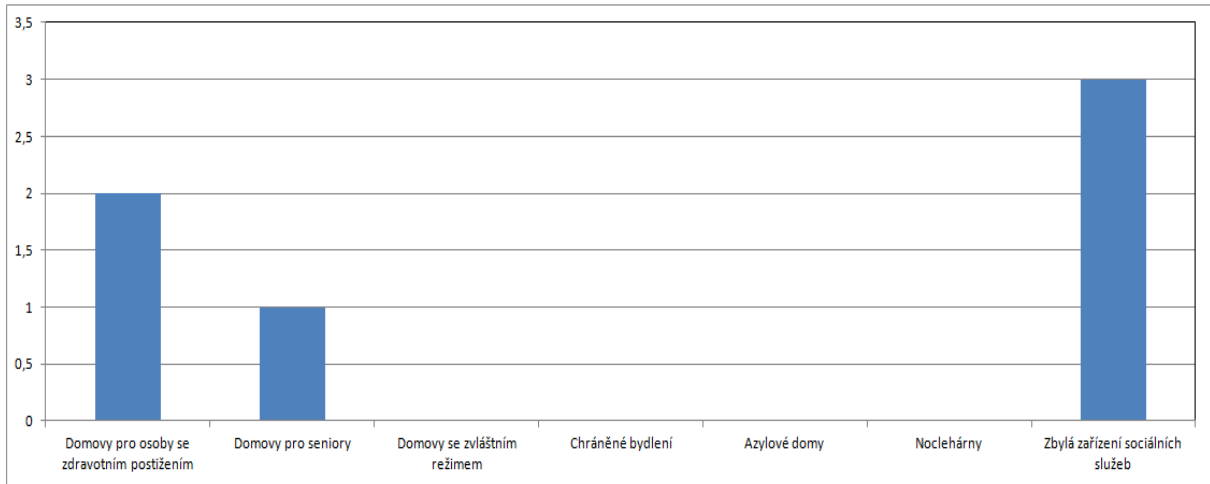 3,5
3
2,5
2
1,5
1
0,5
0
Domovy pro osoby se
zdravotním postižením
Domovy pro seniory
Domovy se zvláštním
režimem
Chráněné bydlení
Azylové domy
Noclehárny
Zbylá zařízení sociálních
služeb